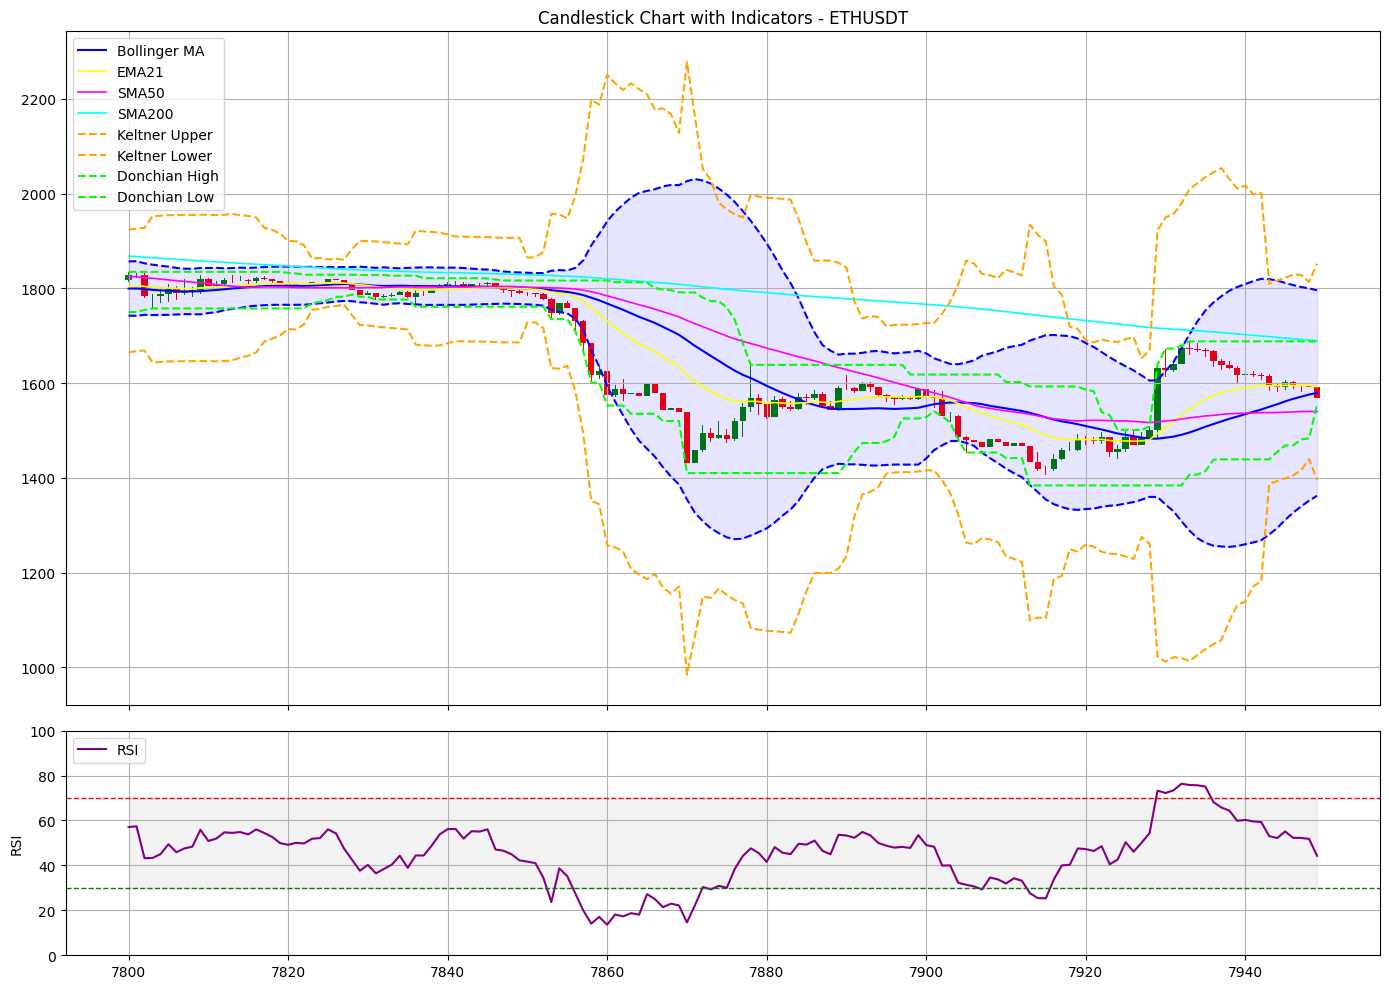 Candlestick Chart with Indicators - ETHUSDT
Bollinger MA
EMA21
SMA50
SMA200
Keltner Upper
Keltner Lower
Donchian High
Donchian Low
2200
2000
1800
1600
1400
1200
1000
RSI
100
80
60
40
20
0
RSI
7800
7820
7840
7860
7880
7900
7920
7940